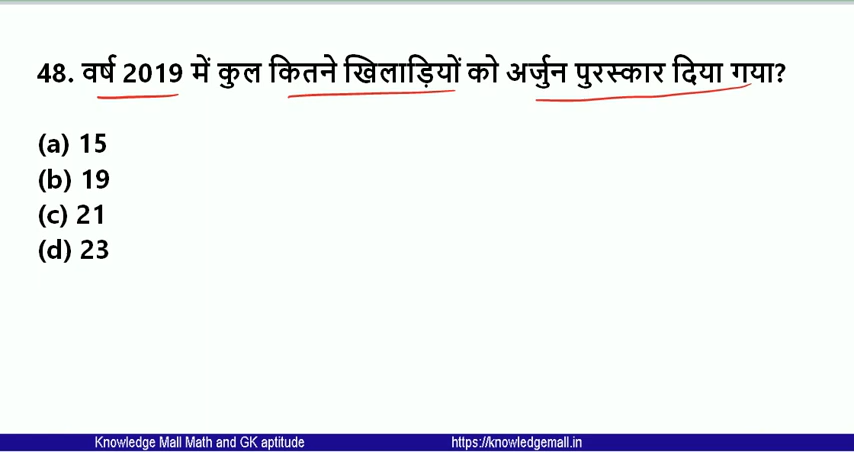 48. वर्ष 2019 में कुल कितने खिलाड़ियों को अर्जुन पुरस्कार दिया गया?
(a) 15
(b) 19
(c) 21
(d) 23
Knowledge Mall Math and GK aptitude https://knowledgemall.in